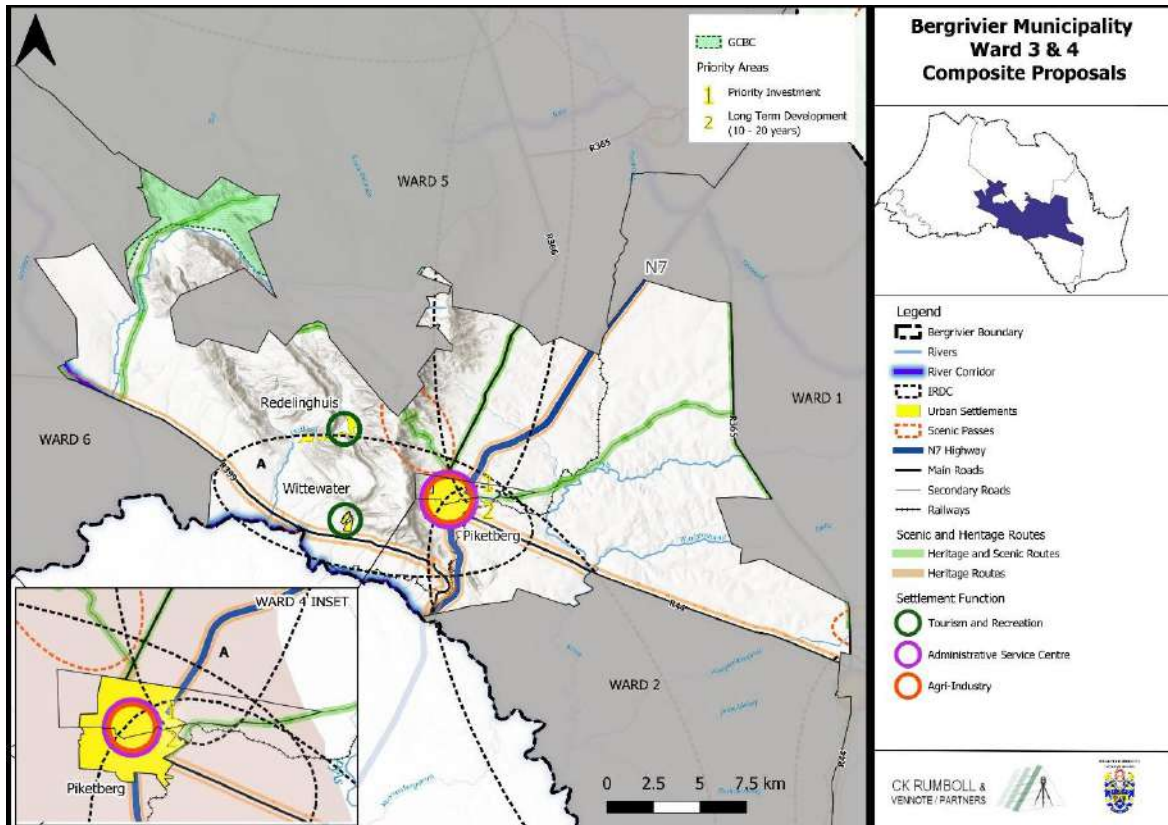 GCBC
Priority Areas
1 Priority Investment
2 Long Term Development
(10 - 20 years)
Bergrivier Municipality
Ward 3 & 4
Composite Proposals
R365
WARD 5
R366
N7
WARD 1
R365
Redelinghuis
WARD 6
A
R399
Wittewater
1
2
Piketberg
R44
WARD 2
R44
WARD 4 INSET
A
Piketberg
0 2.5 5 7.5 km
Legend
Bergrivier Boundary
Rivers
River Corridor
IRDC
Urban Settlements
Scenic Passes
N7 Highway
Main Roads
Secondary Roads
Railways
Scenic and Heritage Routes
Heritage and Scenic Routes
Heritage Routes
Settlement Function
Tourism and Recreation
Administrative Service Centre
Agri-Industry
CK RUMBOLL &
VENNOTE / PARTNERS